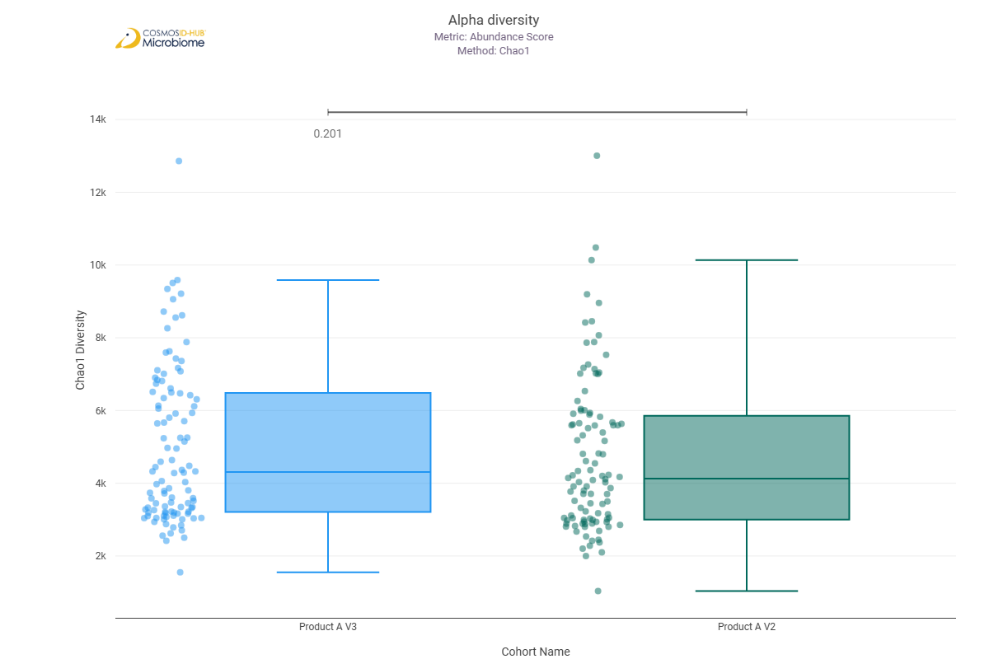 COSMOSID-HUB
Microbiome
Alpha diversity
Metric: Abundance Score
Method: Chao1
0.201
14k
12k
10k
8k
6k
4k
2k
Chao1 Diversity
Product A V3
Product A V2
Cohort Name